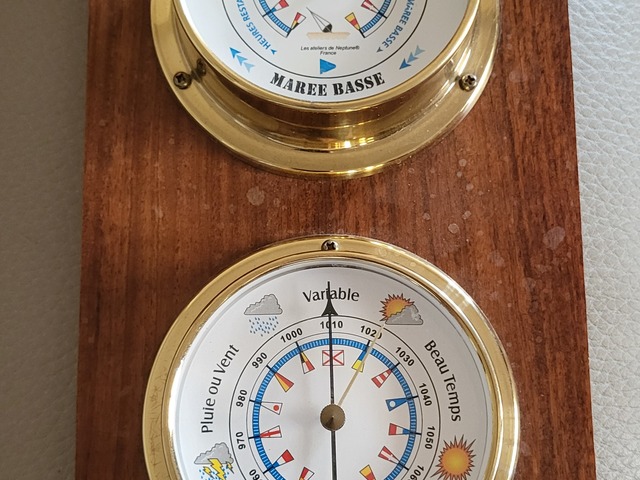 HEURES RESTA
MAREE BASSE
Les ateliers de Neptune®
France
MAREE BASSE
Variable
Pluie ou Vent
Beau Temps
970
980
990
1000
1010
1020
1030
1040
1050